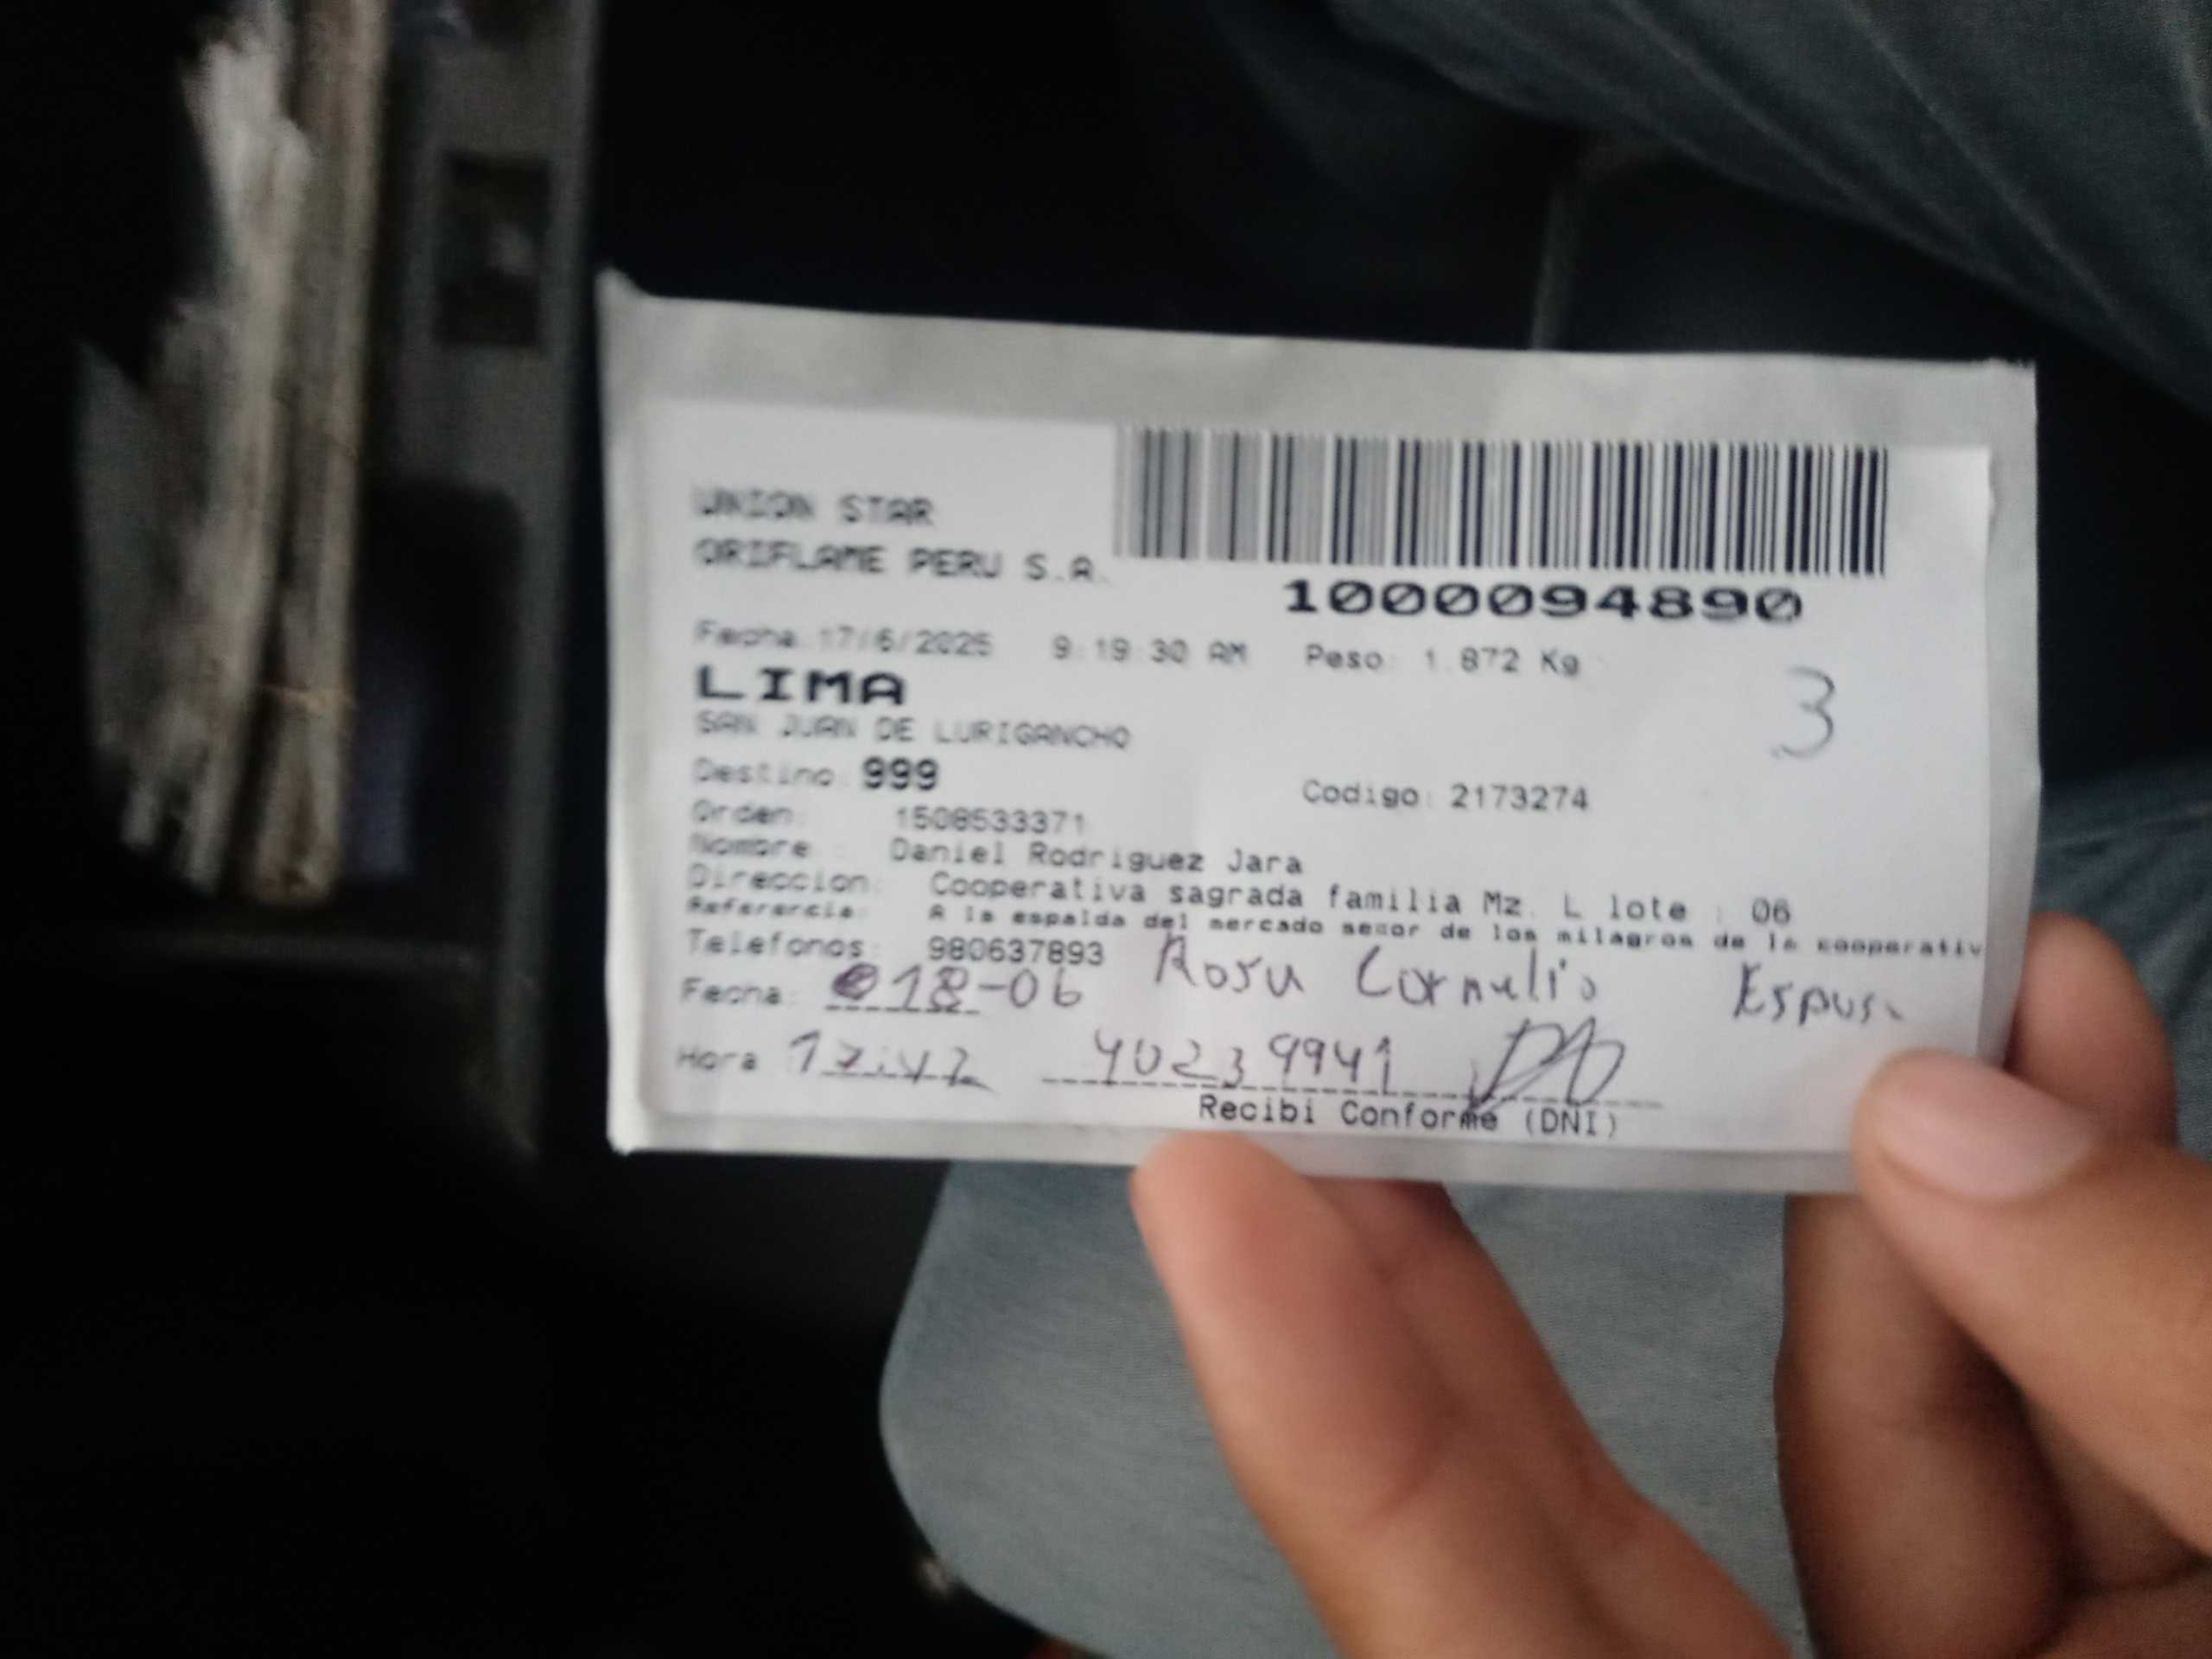 UNION STAR
ORIFLAME PERU S.A.
1000094890
Fecha:17/6/2025 9:19:30 AM Peso: 1.872 Kg
LIMA
3
SAN JUAN DE LURIGANCHO
Destino: 999
Codigo: 2173274
Orden: 1508533371
Nombre : Daniel Rodriguez Jara
Direccion: Cooperativa sagrada familia Mz. L lote : 06
Referencia: A la espalda del mercado señor de los milagros de la cooperativ
Telefonos: 980637893
Rosa Cornelio Esposa
Fecha: 18-06
Hora 40239941
Recibi Conforme (DNI)